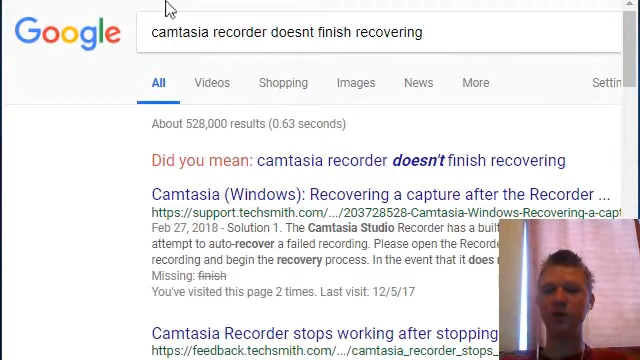 Google
camtasia recorder doesnt finish recovering
All Videos Shopping Images News More
About 528,000 results (0.63 seconds)
Did you mean: camtasia recorder doesn't finish recovering
Camtasia (Windows): Recovering a capture after the Recorder ...
https://support.techsmith.com/.../203728528-Camtasia-Windows-Recovering-a-capt
Feb 27, 2018 - Solution 1. The Camtasia Studio Recorder has a
attempt to auto-recover a failed recording. Please open the
recording and begin the recovery process. In the event that it does
Missing: finish
You've visited this page 2 times. Last visit: 12/5/17
Camtasia Recorder stops working after stopping
https://feedback.techsmith.com/.../camtasia_recorder_stops_